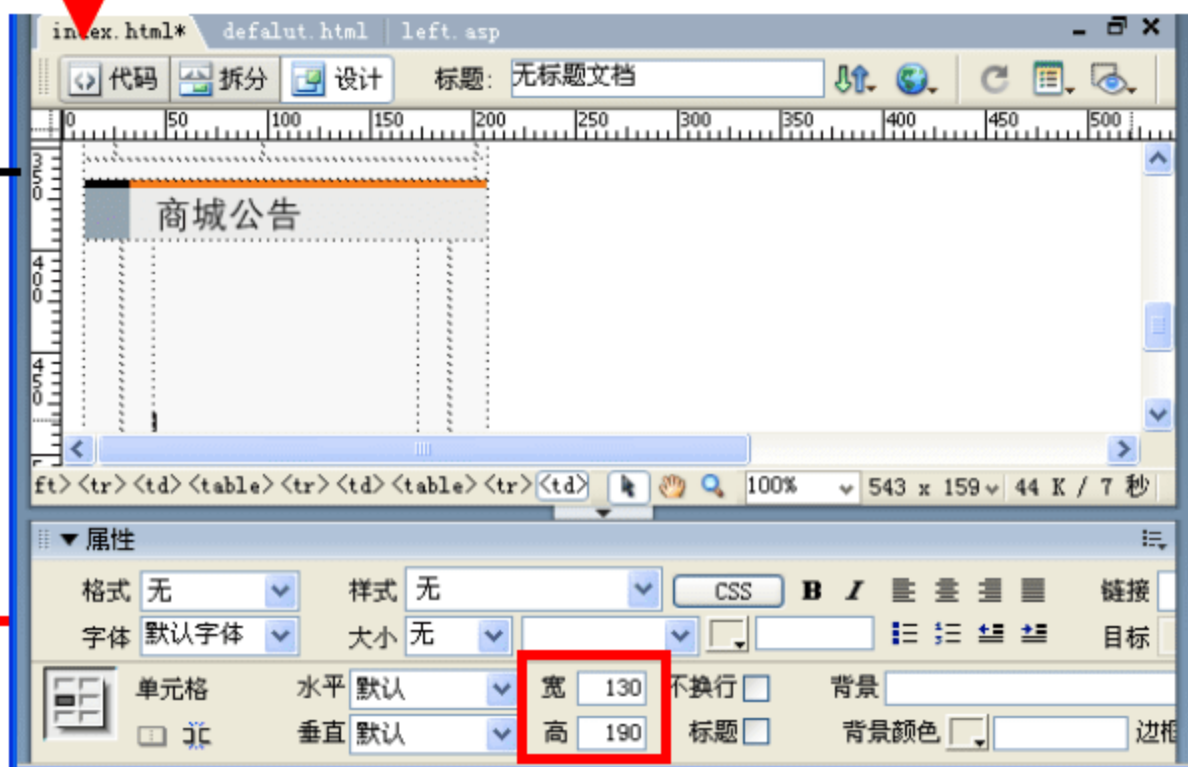 index.html* defalut.html left.asp
代码 拆分 设计 标题: 无标题文档
0 50 100 150 200 250 300 350 400 450 500
350
商城公告
400
450
ft> <tr> <td> <table> <tr> <td> <table> <tr> <td> 100% 543 x 159 44 K / 7 秒
属性
格式 无 样式 无 CSS B I 链接
字体 默认字体 大小 无 目标
单元格 水平 默认 宽 130 不换行 背景
垂直 默认 高 190 标题 背景颜色 边框